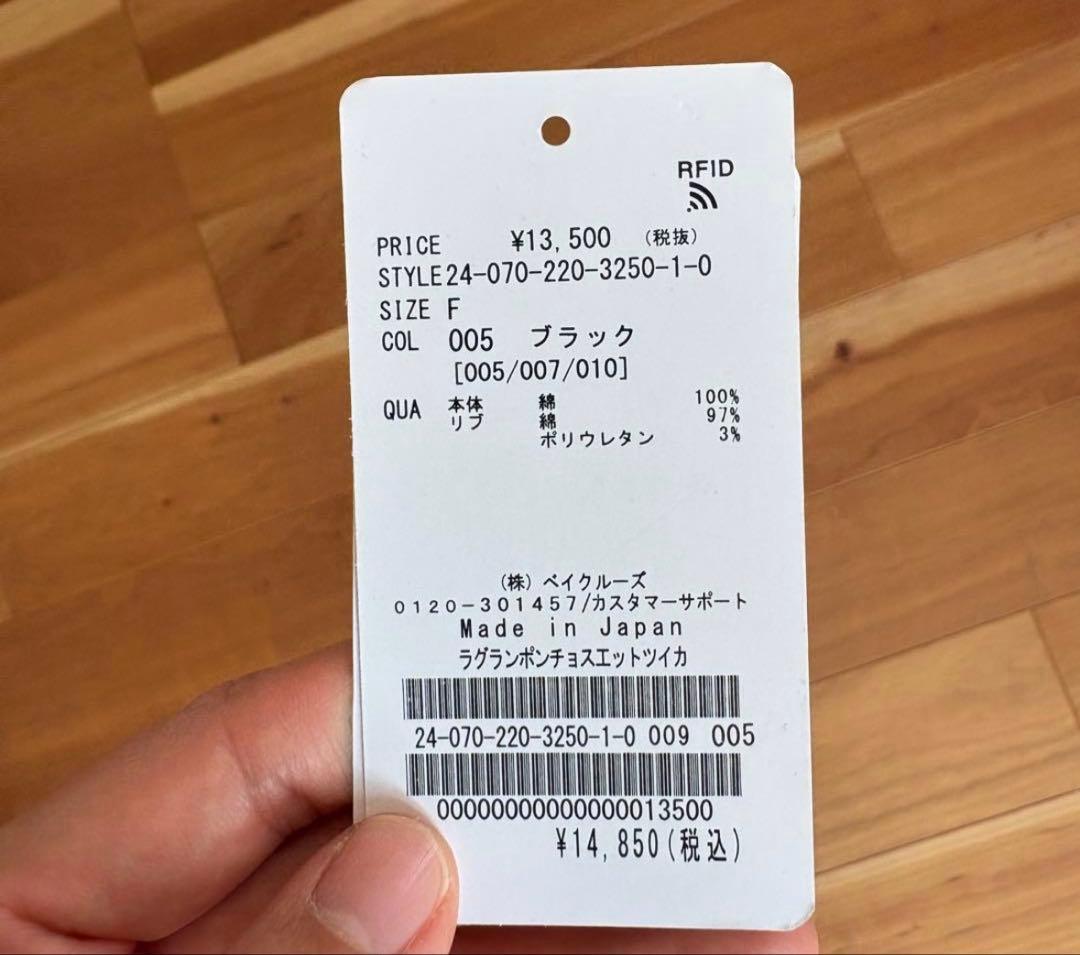 RFID
PRICE ¥13,500 (税抜)
STYLE24-070-220-3250-1-0
SIZE F
COL 005 ブラック
[005/007/010]
QUA 本体 綿 100%
リブ 綿 97%
ポリウレタン 3%
(株)ベイクルーズ
0120-301457/カスタマーサポート
Made in Japan
ラグランポンチョスエットツイカ
24-070-220-3250-1-0 009 005
000000000000000013500
¥14,850(税込)